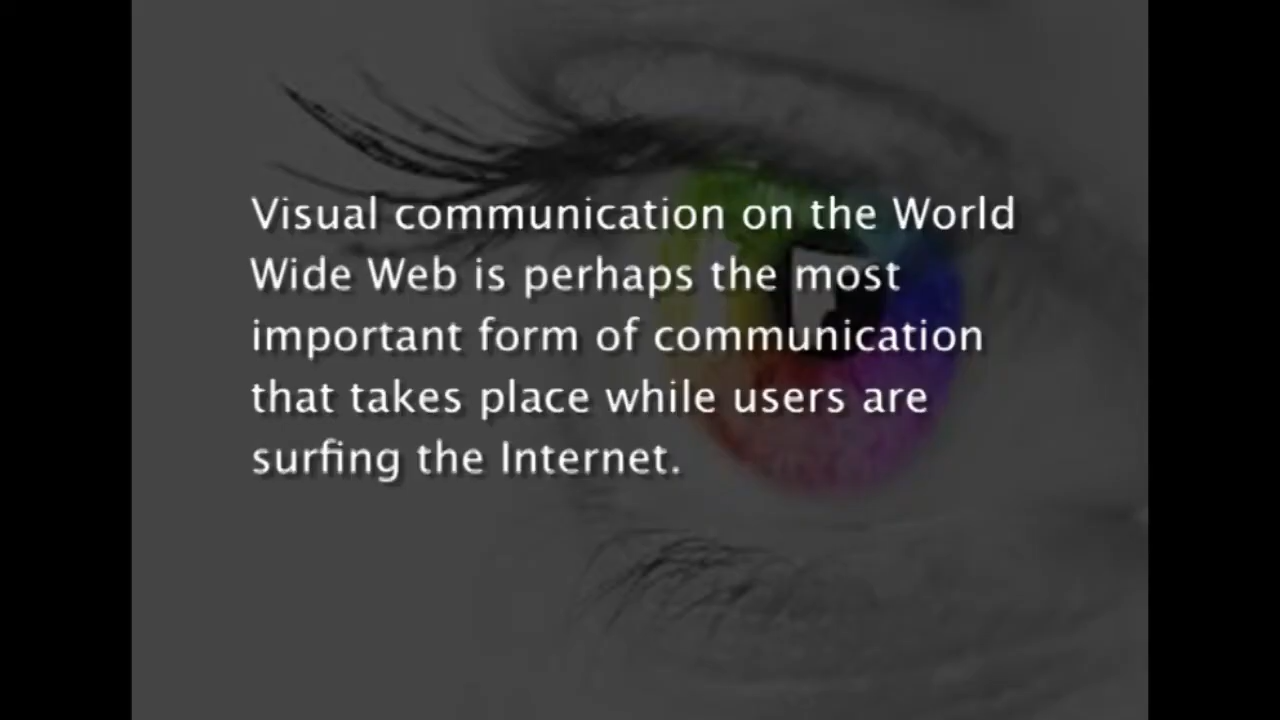 Visual communication on the World
Wide Web is perhaps the most
important form of communication
that takes place while users are
surfing the Internet.